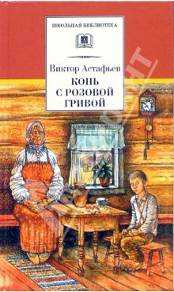 ШКОЛЬНАЯ БИБЛИОТЕКА
Виктор Астафьев
КОНЬ
С РОЗОВОЙ
ГРИВОЙ